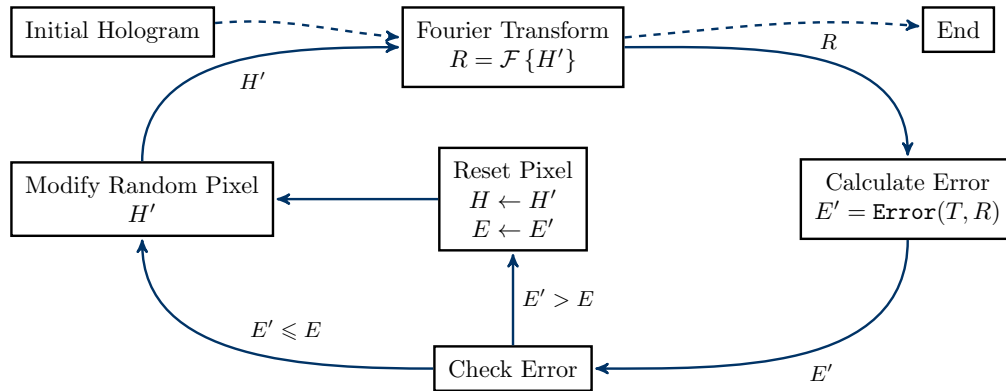 Initial Hologram
Fourier Transform
R = ℱ {H′}
End
R
H′
Modify Random Pixel
H′
Reset Pixel
H ← H′
E ← E′
Calculate Error
E′ = Error(T, R)
E′ > E
E′ ⩽ E
Check Error
E′